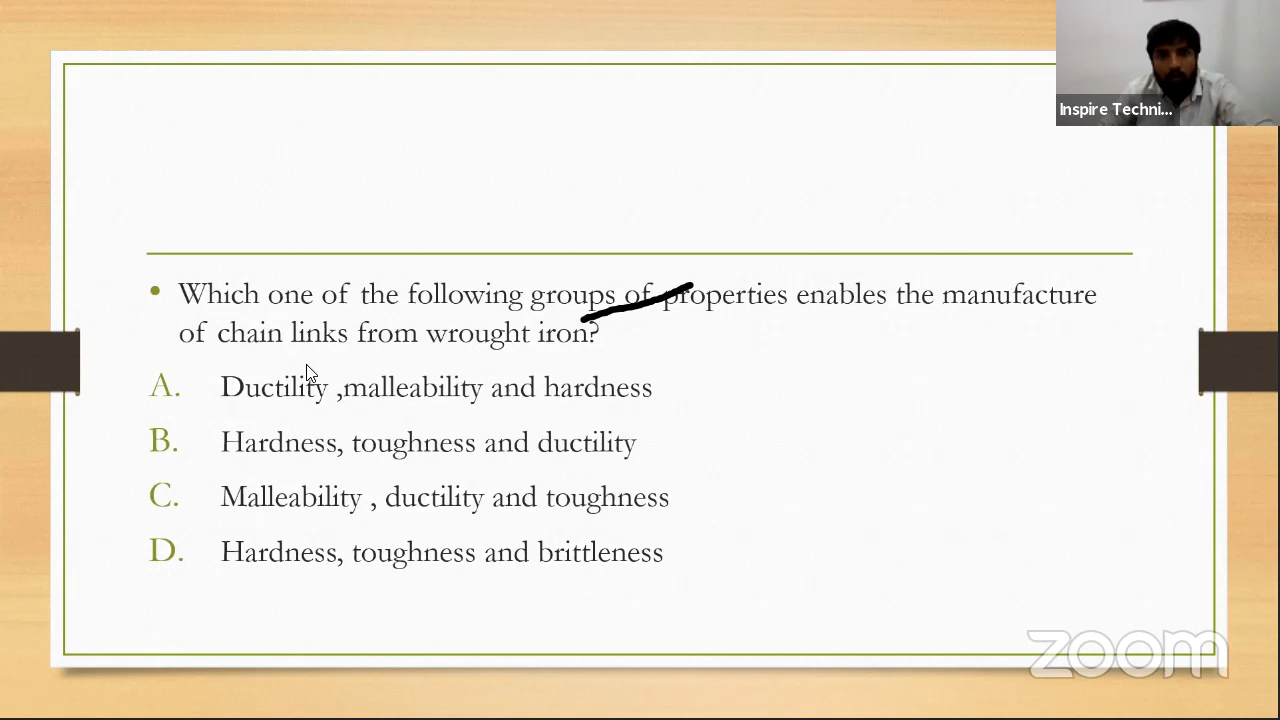 Inspire Techni...
• Which one of the following groups of properties enables the manufacture
of chain links from wrought iron?
A. Ductility ,malleability and hardness
B. Hardness, toughness and ductility
C. Malleability , ductility and toughness
D. Hardness, toughness and brittleness
zoom